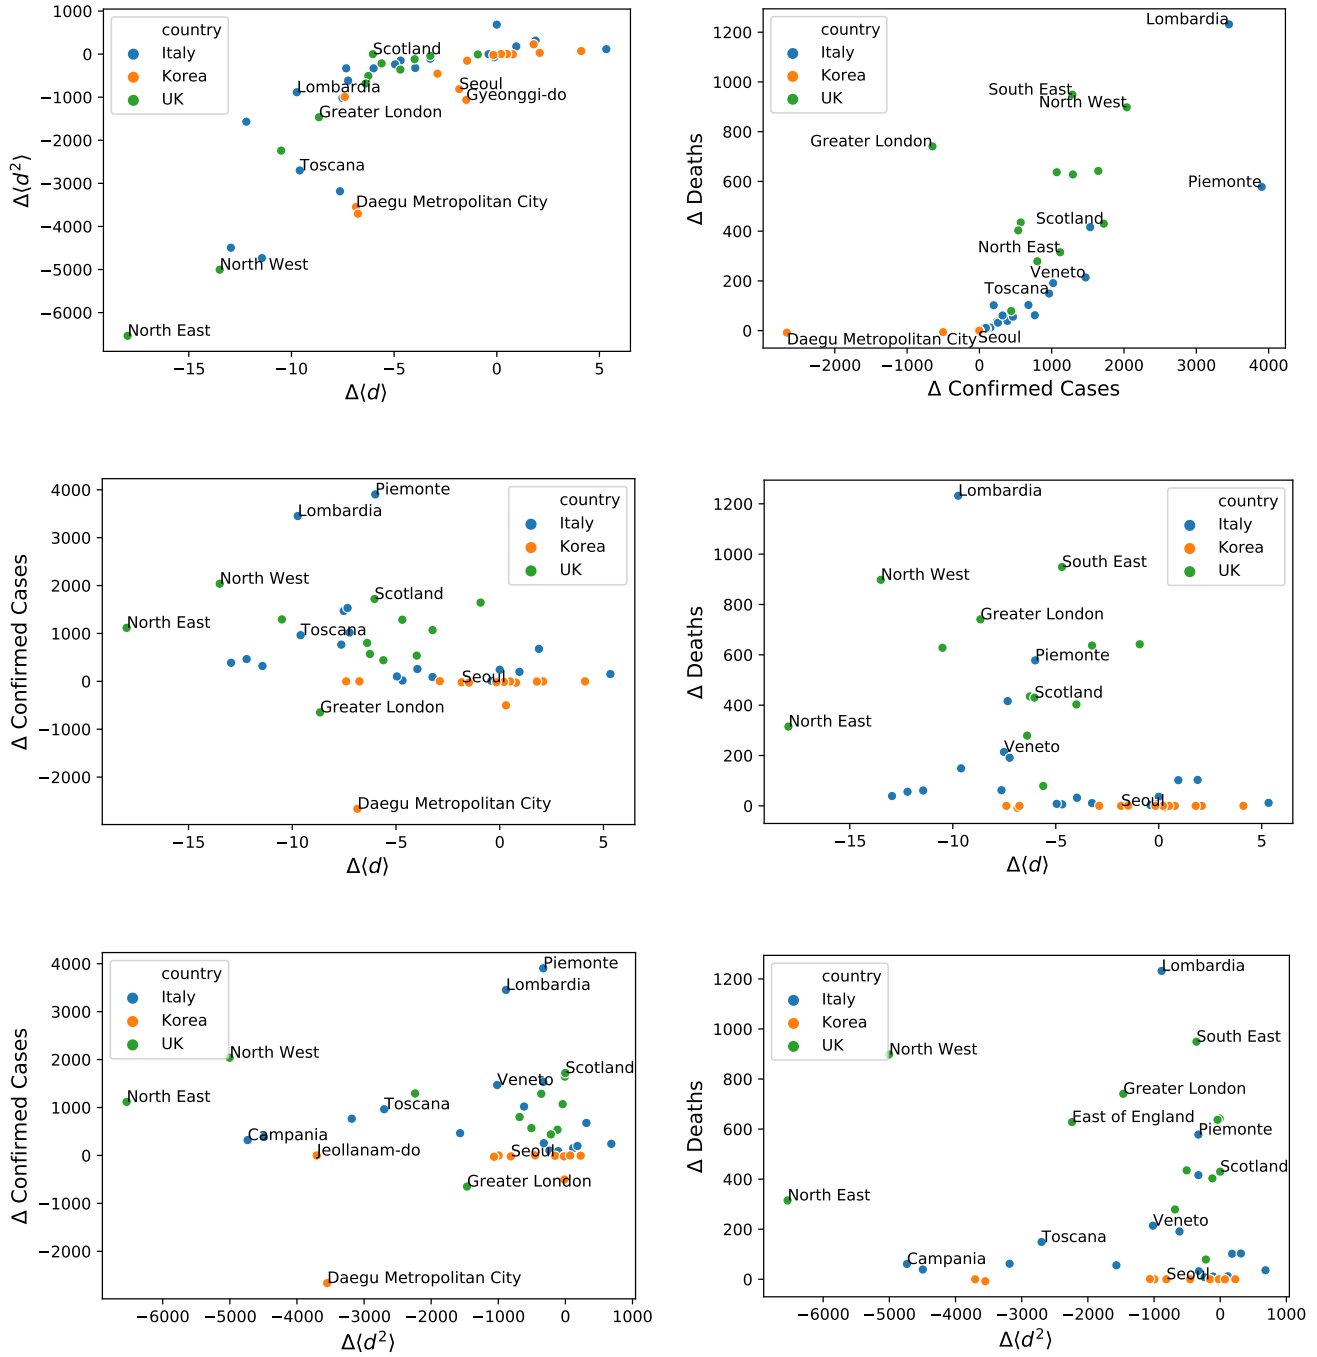 country
Italy
Korea
UK
Scotland
Lombardia
Seoul
Gyeonggi-do
Greater London
Toscana
Daegu Metropolitan City
North West
North East
1000
0
−1000
−2000
−3000
−4000
−5000
−6000
Δ⟨d²⟩
−15
−10
−5
0
5
Δ⟨d⟩
country
Italy
Korea
UK
Lombardia
South East
North West
Greater London
Piemonte
Scotland
North East
Veneto
Toscana
Daegu Metropolitan City
Seoul
1200
1000
800
600
400
200
0
Δ Deaths
−2000
−1000
0
1000
2000
3000
4000
Δ Confirmed Cases
country
Italy
Korea
UK
Piemonte
Lombardia
North West
Scotland
North East
Toscana
Seoul
Greater London
Daegu Metropolitan City
4000
3000
2000
1000
0
−1000
−2000
Δ Confirmed Cases
−15
−10
−5
0
5
Δ⟨d⟩
country
Italy
Korea
UK
Lombardia
South East
North West
Greater London
Piemonte
Scotland
North East
Veneto
Seoul
1200
1000
800
600
400
200
0
Δ Deaths
−15
−10
−5
0
5
Δ⟨d⟩
country
Italy
Korea
UK
Piemonte
Lombardia
North West
Scotland
Veneto
North East
Toscana
Campania
Jeollanam-do
Seoul
Greater London
Daegu Metropolitan City
4000
3000
2000
1000
0
−1000
−2000
Δ Confirmed Cases
−6000
−5000
−4000
−3000
−2000
−1000
0
1000
Δ⟨d²⟩
country
Italy
Korea
UK
Lombardia
South East
North West
Greater London
East of England
Piemonte
Scotland
North East
Veneto
Toscana
Campania
Seoul
1200
1000
800
600
400
200
0
Δ Deaths
−6000
−5000
−4000
−3000
−2000
−1000
0
1000
Δ⟨d²⟩